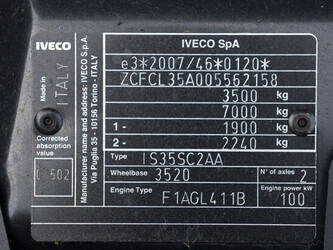 IVECO
Made in ITALY
Corrected absorption value
502
Manufacturer name and address: IVECO S.p.A.
Via Puglia 35 - 10156 Torino - ITALY
IVECO SpA
e3*2007/46*0120*
ZCFCL35A005562158
3500 kg
7000 kg
1- 1900 kg
2- 2240 kg
Type IS35SC2AA
Wheelbase 3520 N° of axles 2
Engine Type F1AGL411B Engine power kW 100